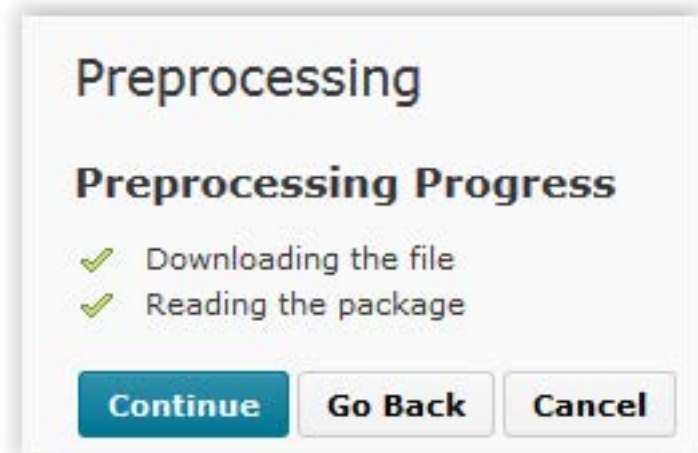 Preprocessing
Preprocessing Progress
Downloading the file
Reading the package
Continue Go Back Cancel